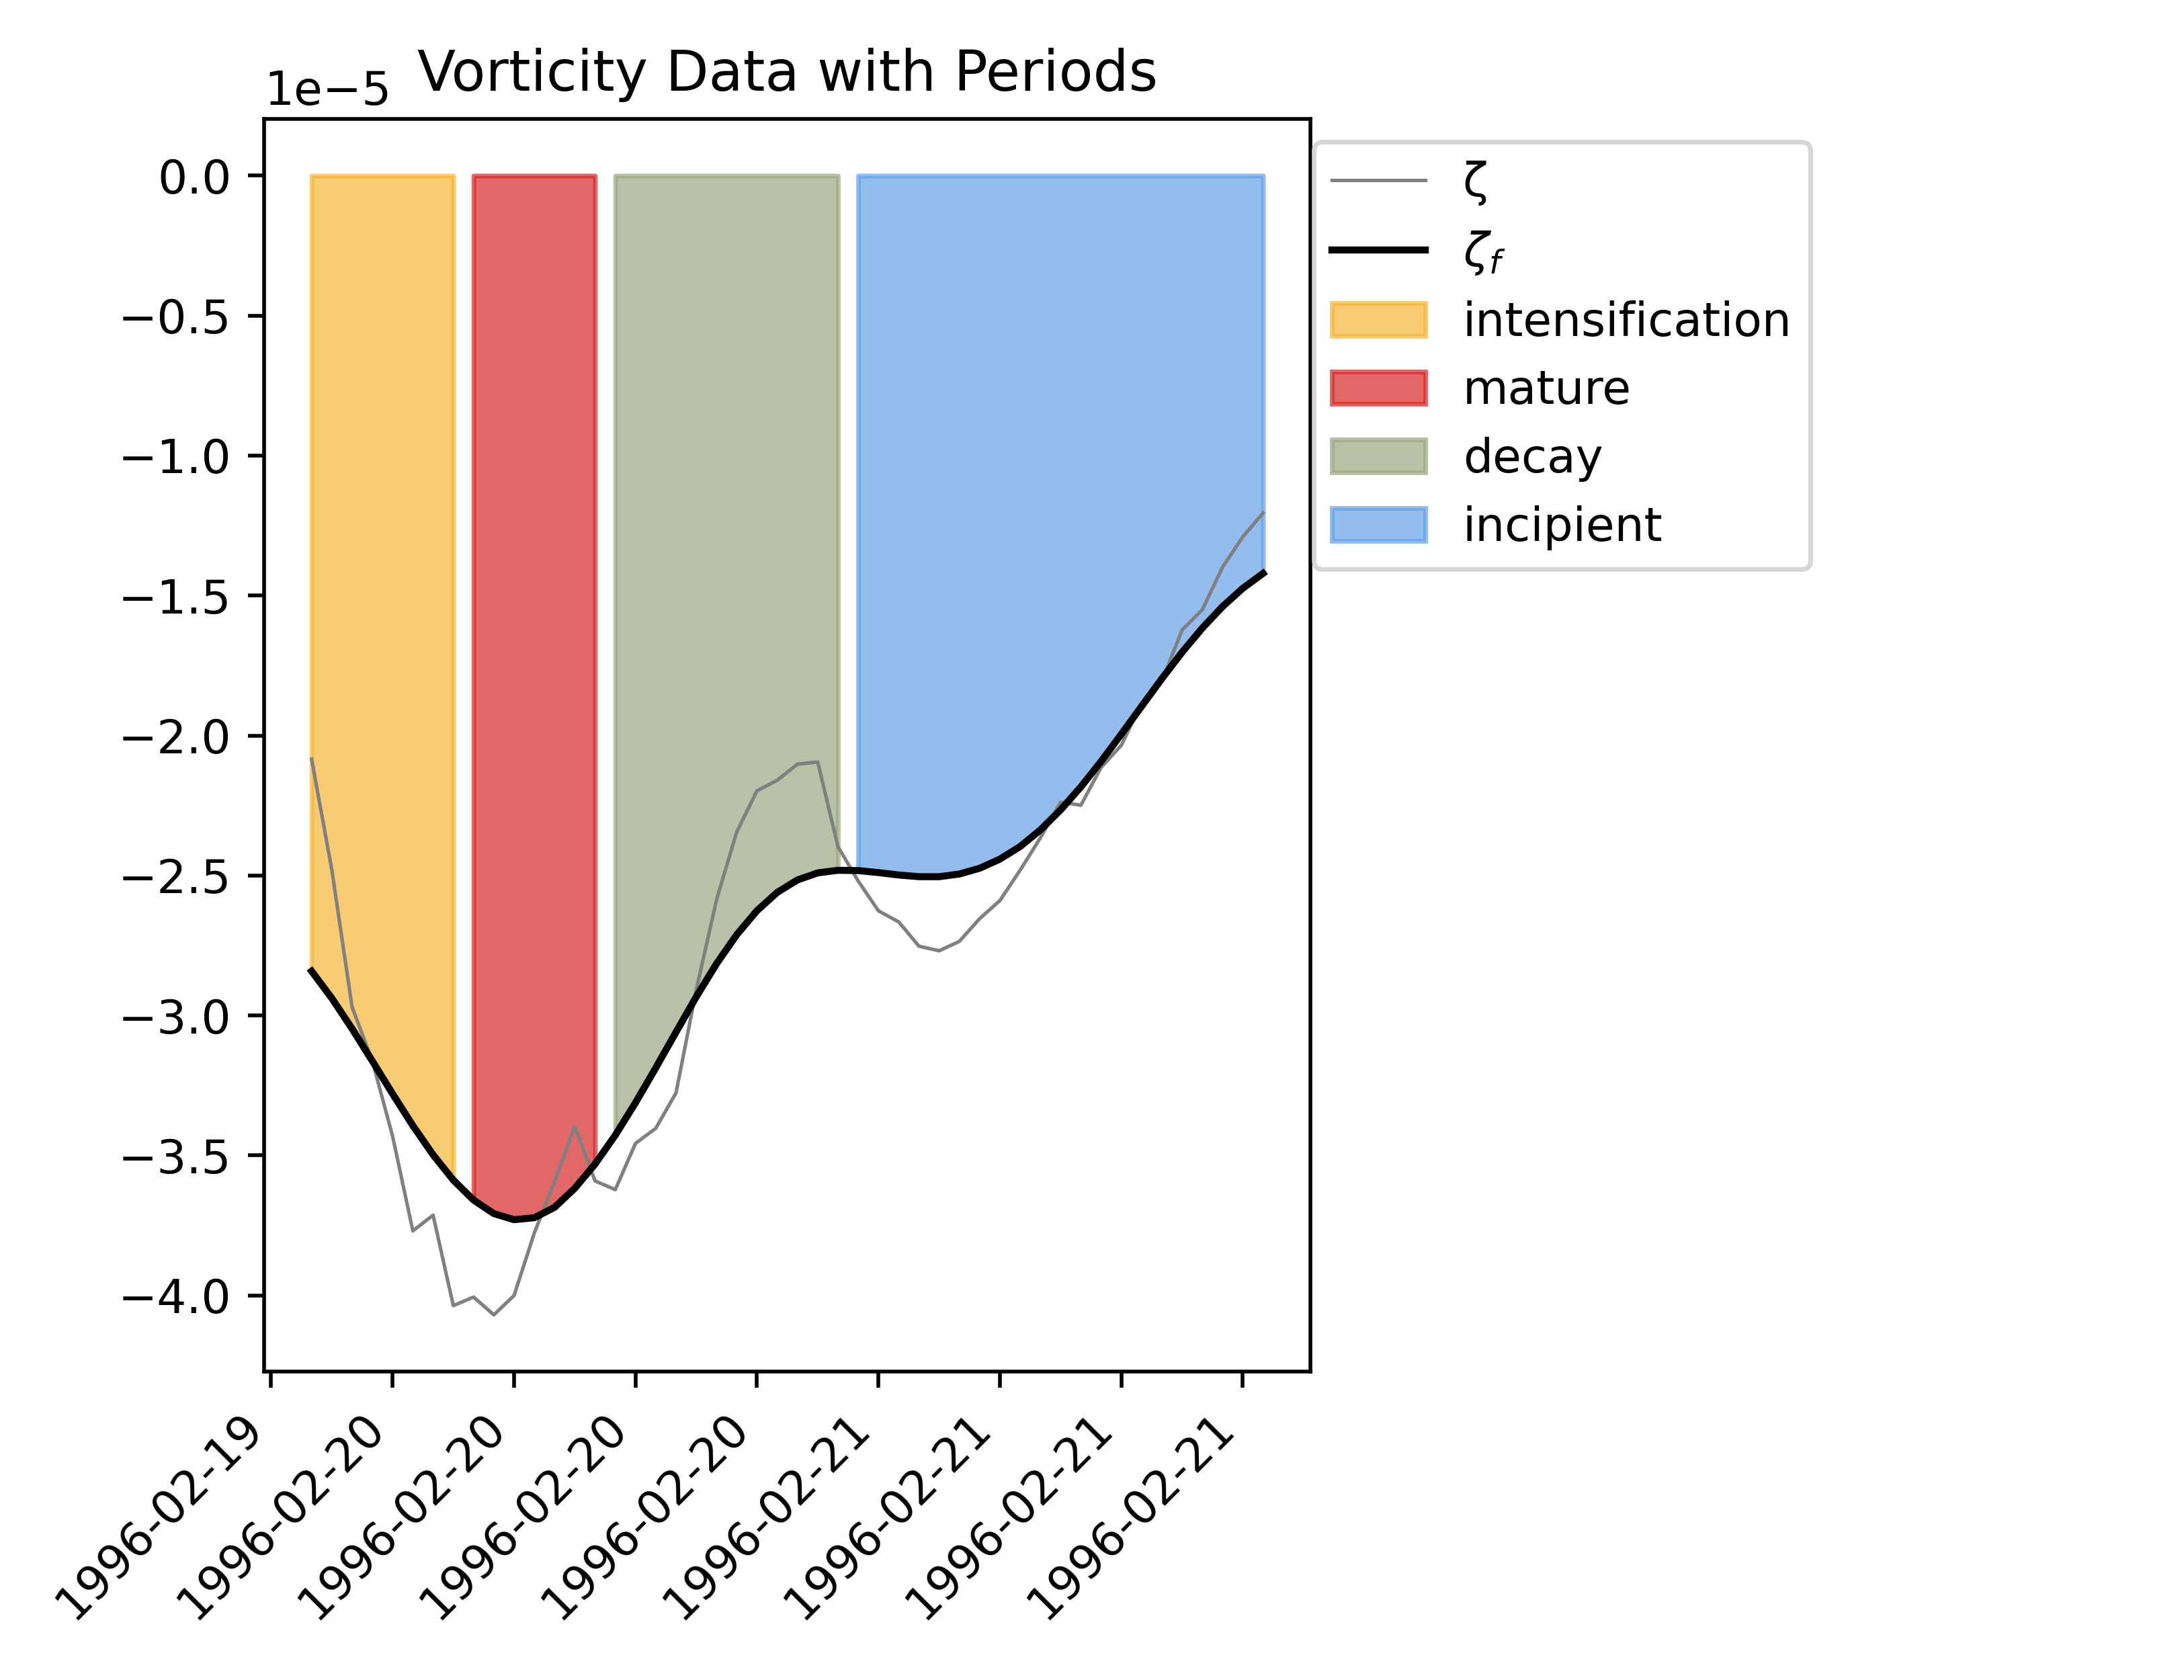 Vorticity Data with Periods
1e−5
0.0
−0.5
−1.0
−1.5
−2.0
−2.5
−3.0
−3.5
−4.0
1996-02-19
1996-02-20
1996-02-20
1996-02-20
1996-02-20
1996-02-21
1996-02-21
1996-02-21
1996-02-21
ζ
ζf
intensification
mature
decay
incipient